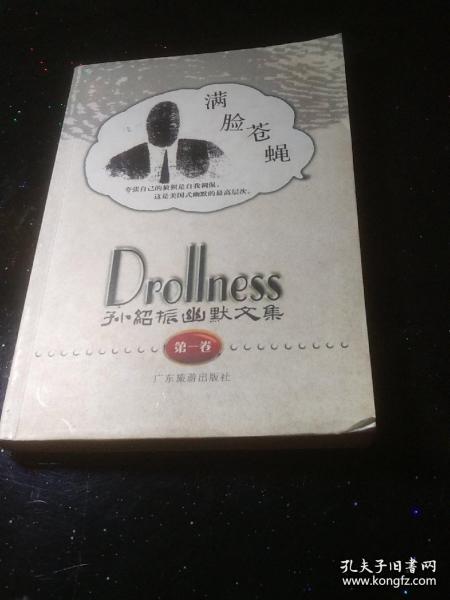 满脸苍蝇
夸张自己的狼狈是自我调侃,
这是美国式幽默的最高层次。
Drollness
孙绍振幽默文集
第一卷
广东旅游出版社
孔夫子旧书网
www.kongfz.com